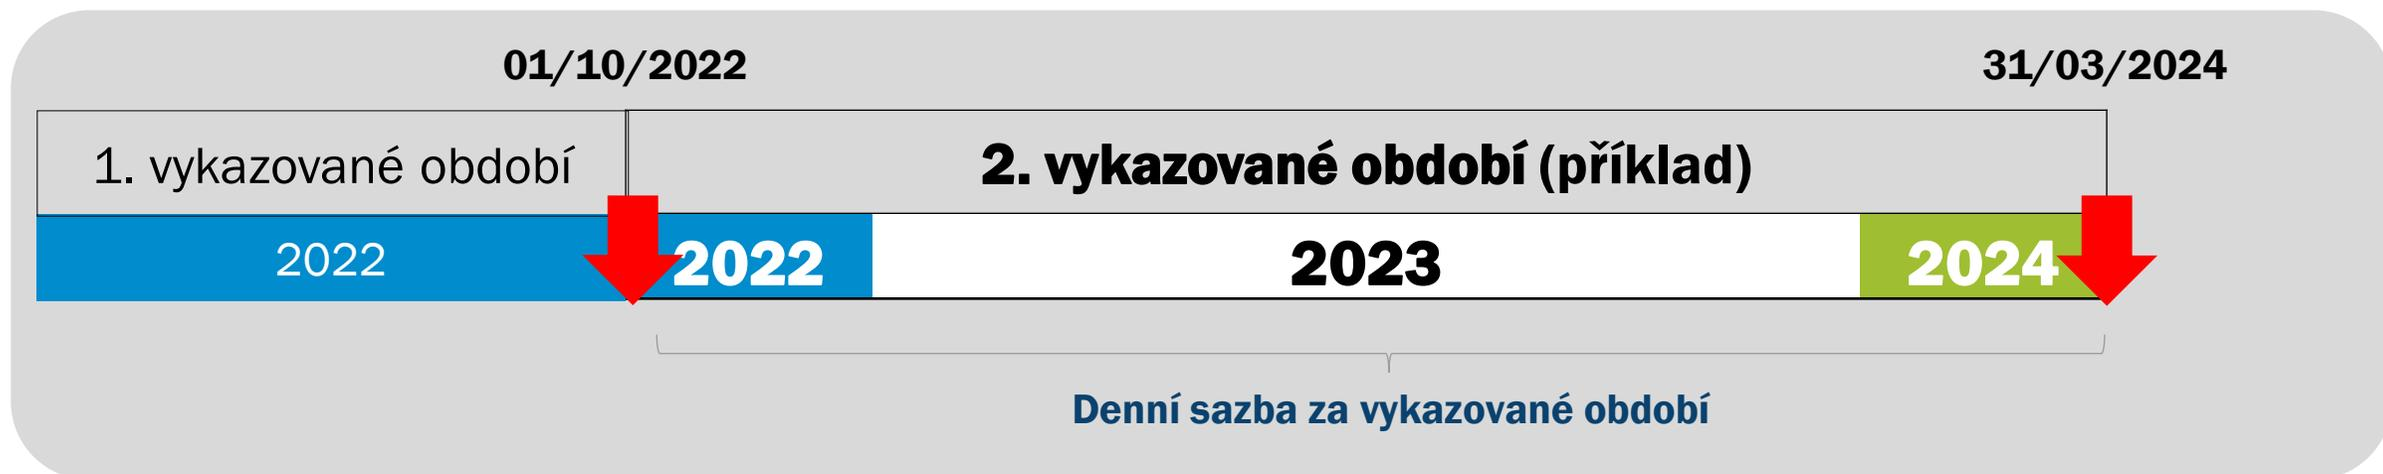 01/10/2022
31/03/2024
1. vykazované období
2. vykazované období (příklad)
2022
2022
2023
2024
Denní sazba za vykazované období